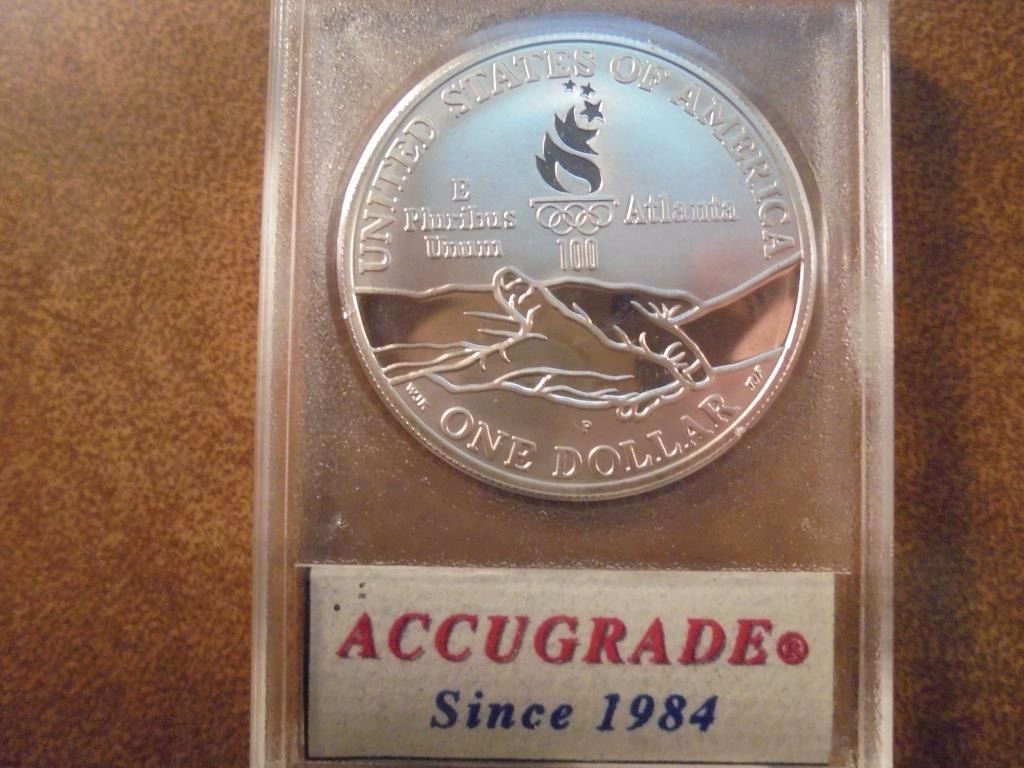 UNITED STATES OF AMERICA
E
Pluribus
Unum
Atlanta
100
P
ONE DOLLAR
ACCUGRADE®
Since 1984